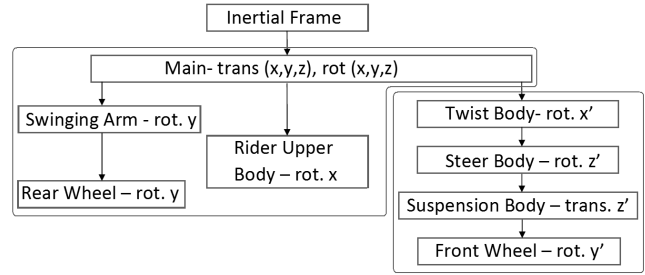 Inertial Frame
Main- trans (x,y,z), rot (x,y,z)
Swinging Arm - rot. y
Rear Wheel – rot. y
Rider Upper
Body – rot. x
Twist Body- rot. x’
Steer Body – rot. z’
Suspension Body – trans. z’
Front Wheel – rot. y’